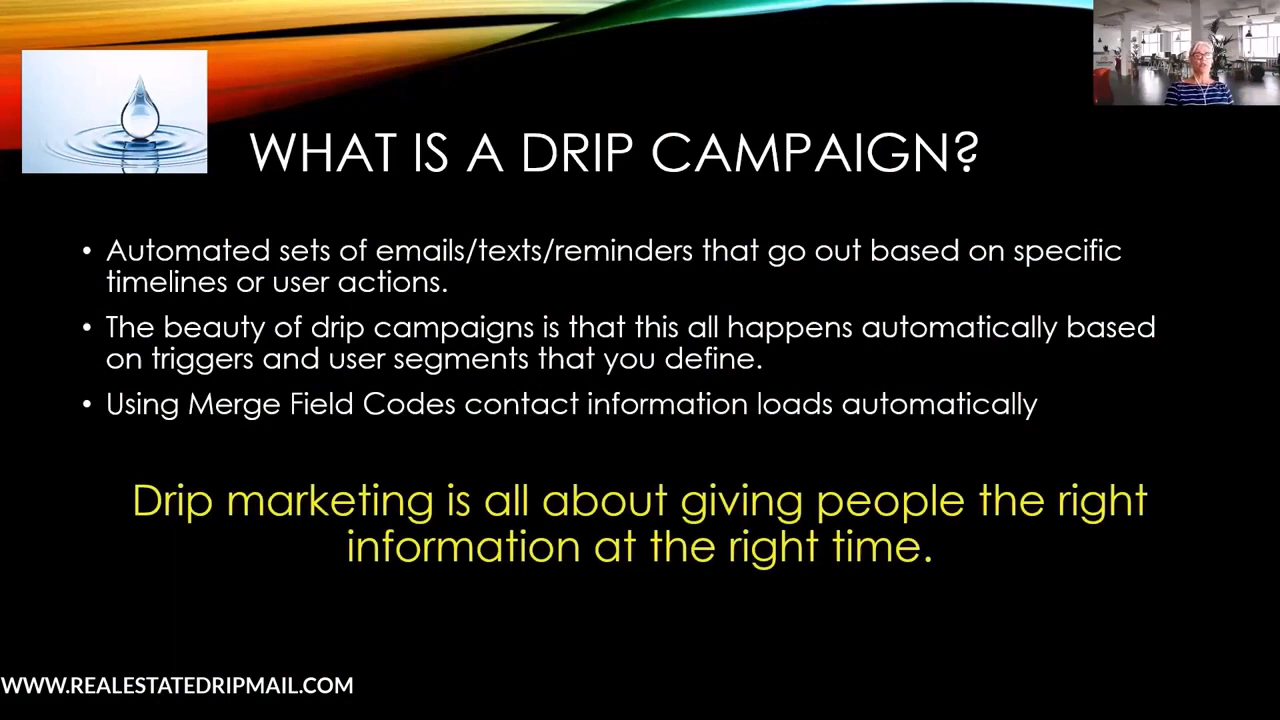 WHAT IS A DRIP CAMPAIGN?
• Automated sets of emails/texts/reminders that go out based on specific
timelines or user actions.
• The beauty of drip campaigns is that this all happens automatically based
on triggers and user segments that you define.
• Using Merge Field Codes contact information loads automatically
Drip marketing is all about giving people the right
information at the right time.
WWW.REALESTATEDRIPMAIL.COM